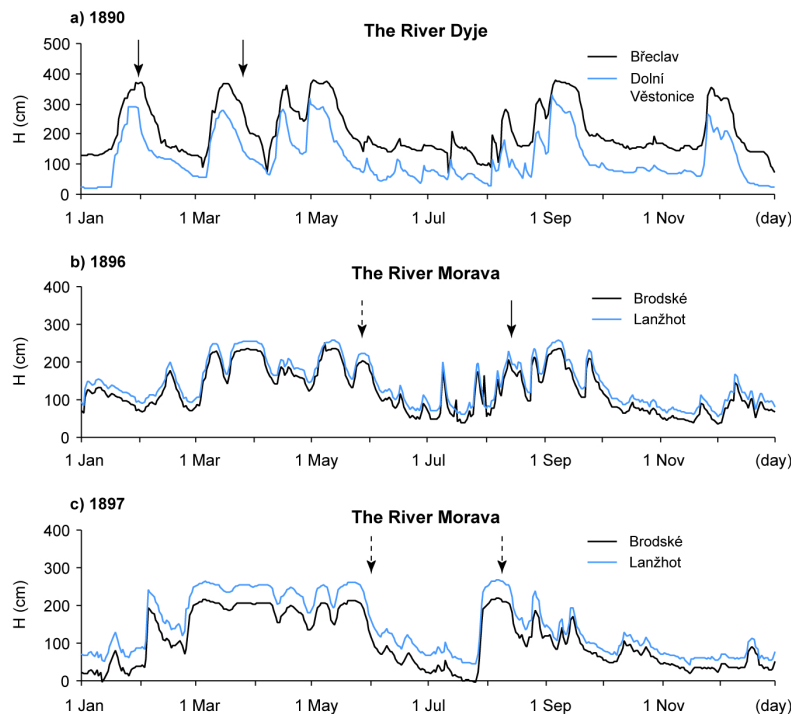 a) 1890
The River Dyje
Břeclav
Dolní
Věstonice
H (cm)
500
400
300
200
100
0
1 Jan 1 Mar 1 May 1 Jul 1 Sep 1 Nov (day)
b) 1896
The River Morava
Brodské
Lanžhot
H (cm)
400
300
200
100
0
1 Jan 1 Mar 1 May 1 Jul 1 Sep 1 Nov (day)
c) 1897
The River Morava
Brodské
Lanžhot
H (cm)
400
300
200
100
0
1 Jan 1 Mar 1 May 1 Jul 1 Sep 1 Nov (day)